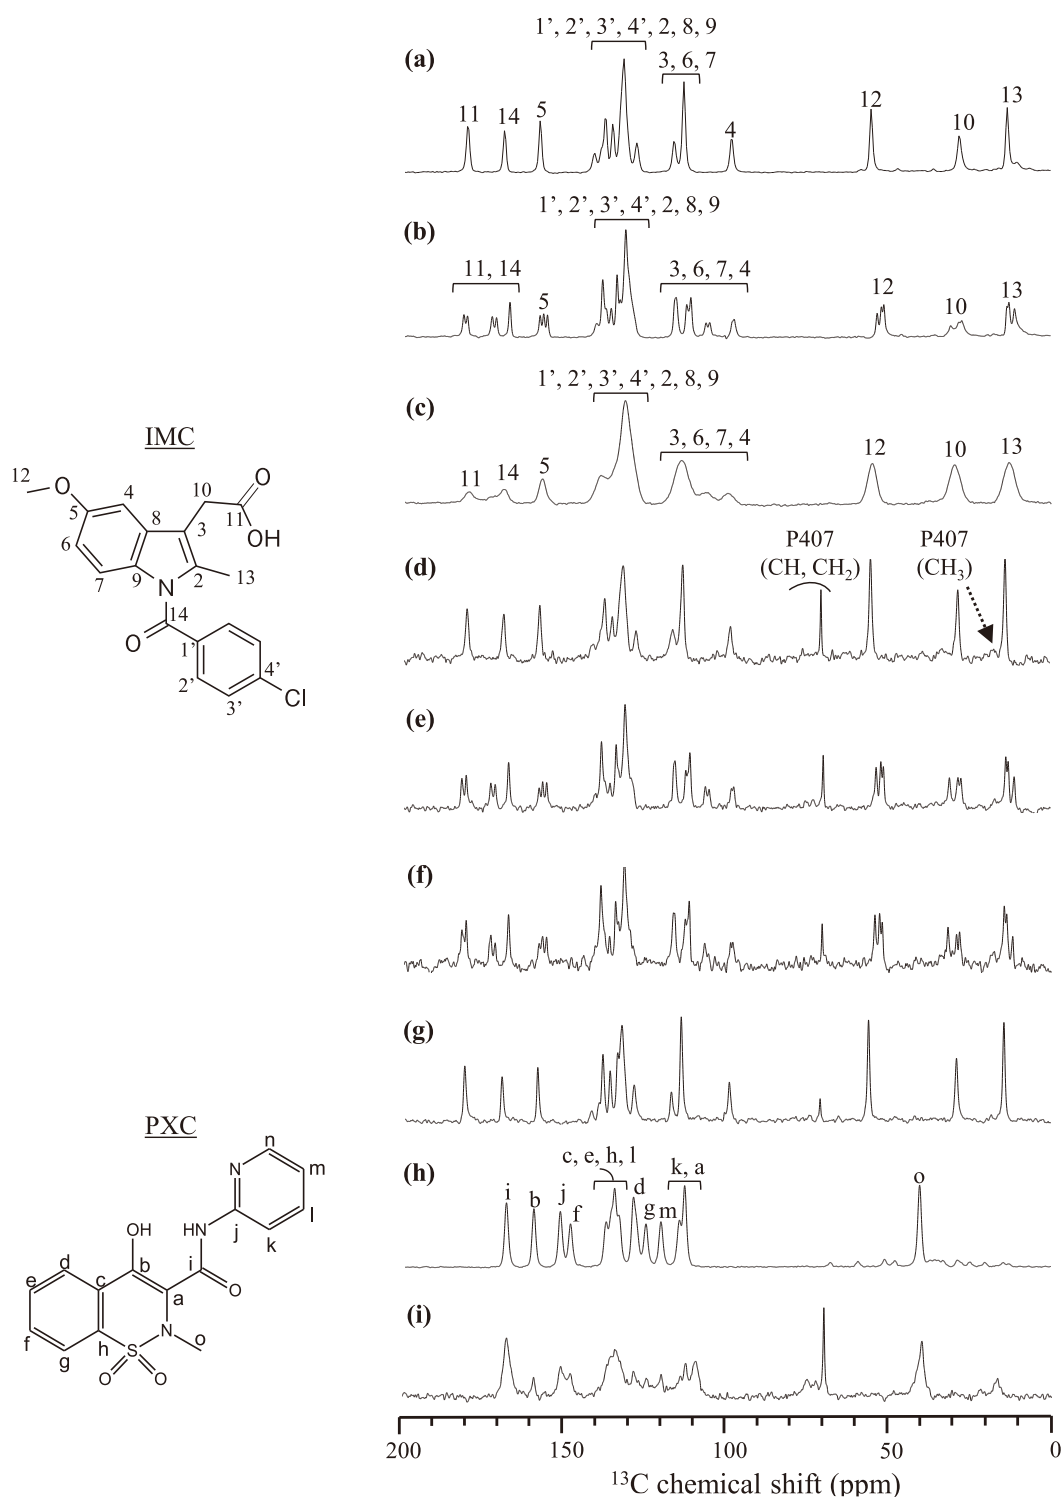 1’, 2’, 3’, 4’, 2, 8, 9
(a)
3, 6, 7
11
14
5
4
12
10
13
1’, 2’, 3’, 4’, 2, 8, 9
(b)
11, 14
5
3, 6, 7, 4
12
10
13
1’, 2’, 3’, 4’, 2, 8, 9
(c)
11
14
5
3, 6, 7, 4
12
10
13
IMC
12
O
4
10
O
5
8
11
3
OH
6
7
9
2
13
N
14
O
1’
2’
4’
3’
Cl
(d)
P407
(CH, CH2)
P407
(CH3)
(e)
(f)
(g)
PXC
n
N
m
OH
HN
j
l
k
d
b
i
e
c
a
O
f
h
N
o
g
S
O
O
(h)
c, e, h, l
k, a
i
b
j
f
d
g
m
o
(i)
200
150
100
50
0
13C chemical shift (ppm)